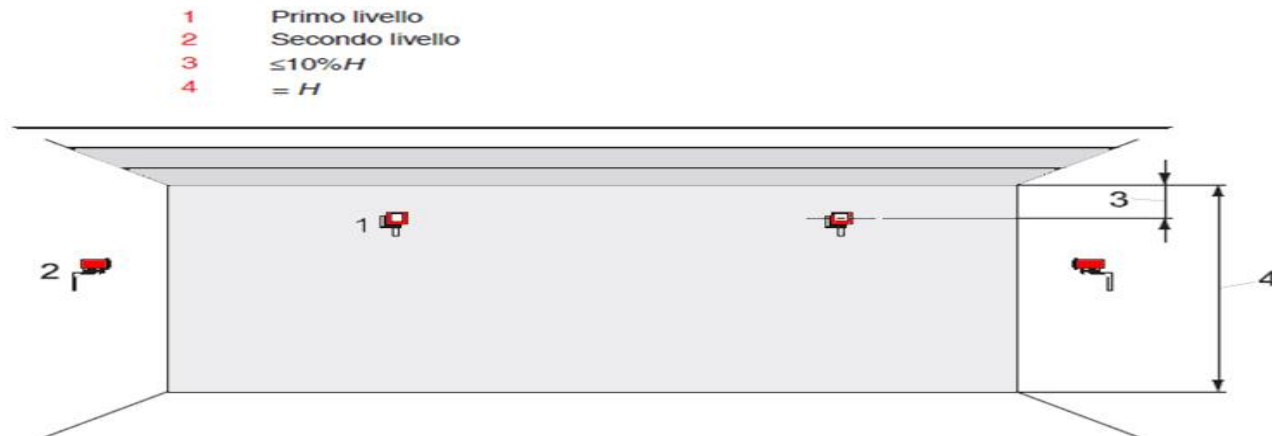 1 Primo livello
2 Secondo livello
3 ≤10%H
4 = H
3
1
2
4